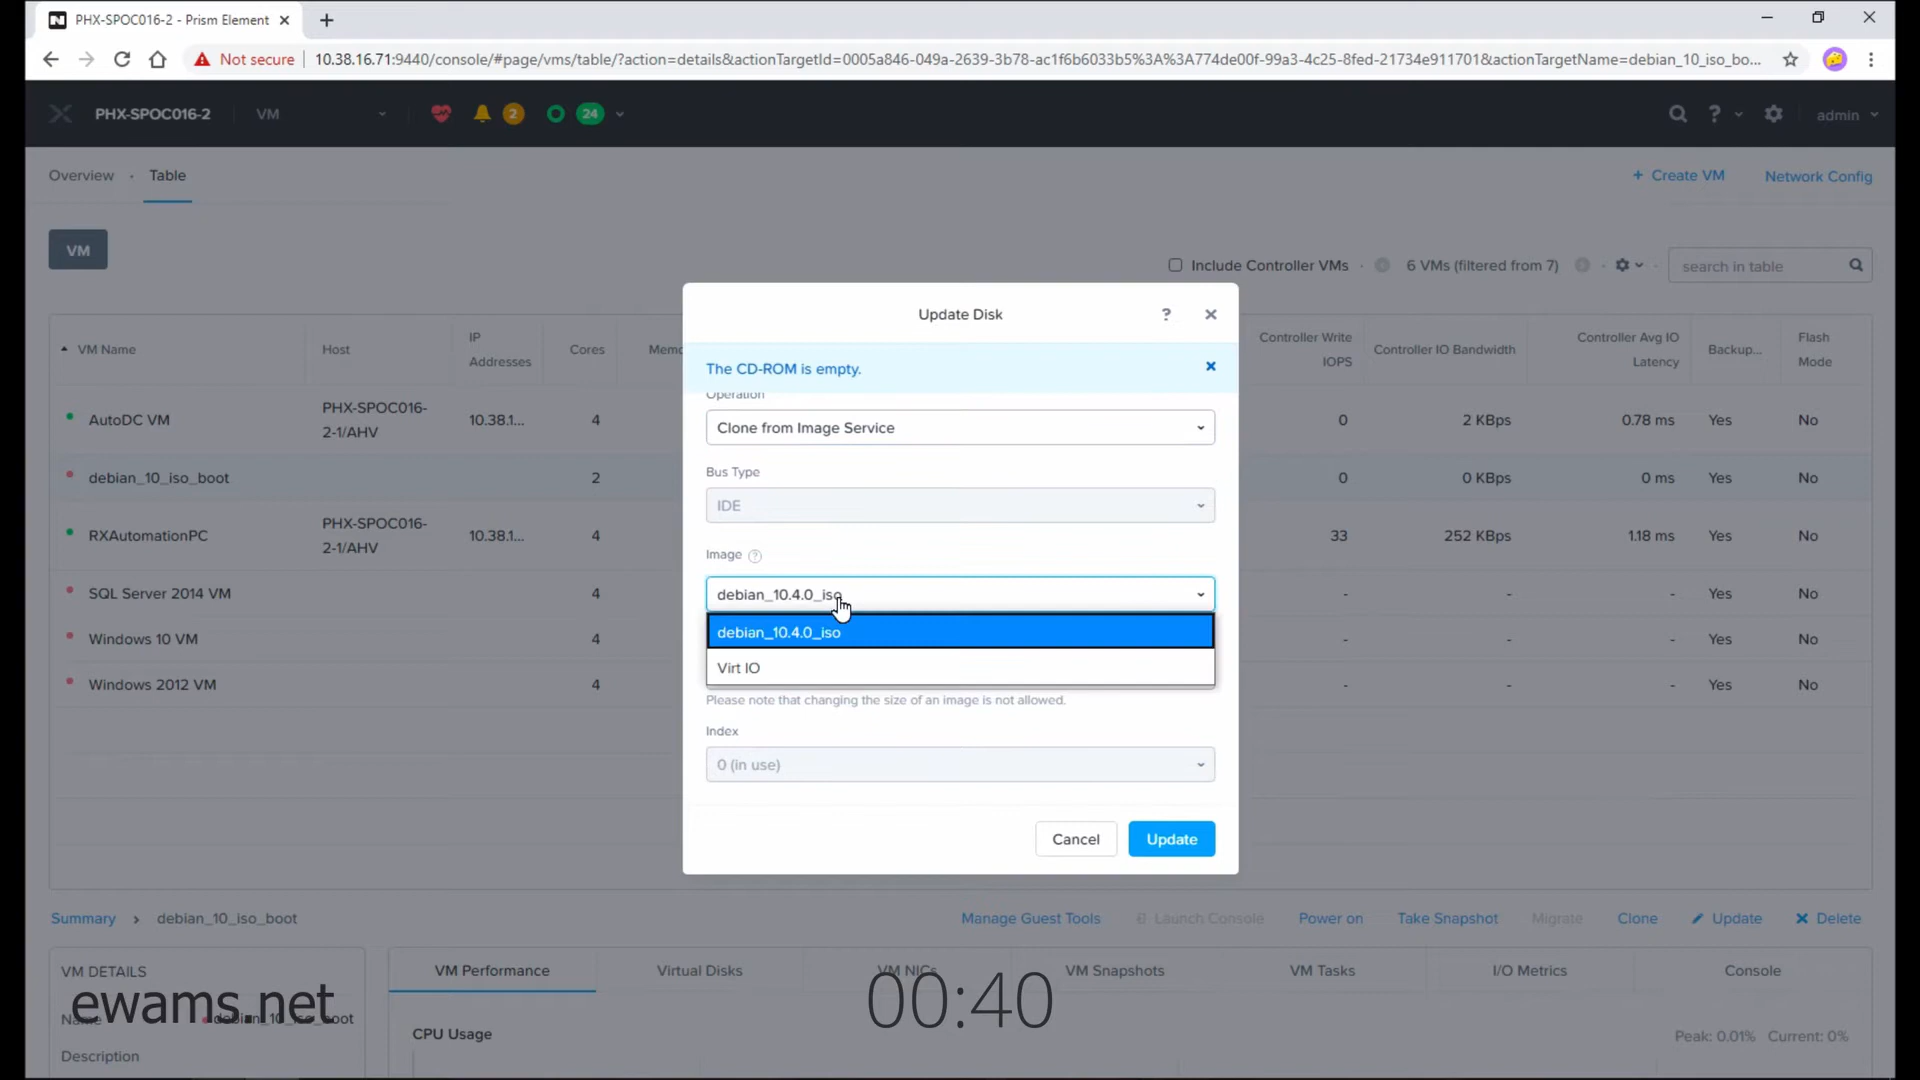 PHX-SPOC016-2 - Prism Element
Not secure
10.38.16.71:9440/console/#page/vms/table/?action=details&actionTargetId=0005a846-049a-2639-3b78-ac1f6b6033b5%3A%3A774de00f-99a3-4c25-8fed-21734e911701&actionTargetName=debian_10_iso_bo...
PHX-SPOC016-2
VM
2
24
?
admin
Overview · Table
+ Create VM
Network Config
VM
Include Controller VMs · 6 VMs (filtered from 7) · ·
search in table
VM Name
Host
IP Addresses
Cores
Memo
Controller Write IOPS
Controller IO Bandwidth
Controller Avg IO Latency
Backup...
Flash Mode
AutoDC VM
PHX-SPOC016-2-1/AHV
10.38.1...
4
0
2 KBps
0.78 ms
Yes
No
debian_10_iso_boot
2
0
0 KBps
0 ms
Yes
No
RXAutomationPC
PHX-SPOC016-2-1/AHV
10.38.1...
4
33
252 KBps
1.18 ms
Yes
No
SQL Server 2014 VM
4
-
-
-
Yes
No
Windows 10 VM
4
-
-
-
Yes
No
Windows 2012 VM
4
-
-
-
Yes
No
Update Disk
?
The CD-ROM is empty.
Operation
Clone from Image Service
Bus Type
IDE
Image ?
debian_10.4.0_iso
debian_10.4.0_iso
Virt IO
Please note that changing the size of an image is not allowed.
Index
0 (in use)
Cancel
Update
Summary > debian_10_iso_boot
Manage Guest Tools
Launch Console
Power on
Take Snapshot
Migrate
Clone
Update
Delete
VM DETAILS
Name
debian_10_iso_boot
Description
VM Performance
Virtual Disks
VM NICs
VM Snapshots
VM Tasks
I/O Metrics
Console
CPU Usage
Peak: 0.01% Current: 0%
ewams.net
00:40